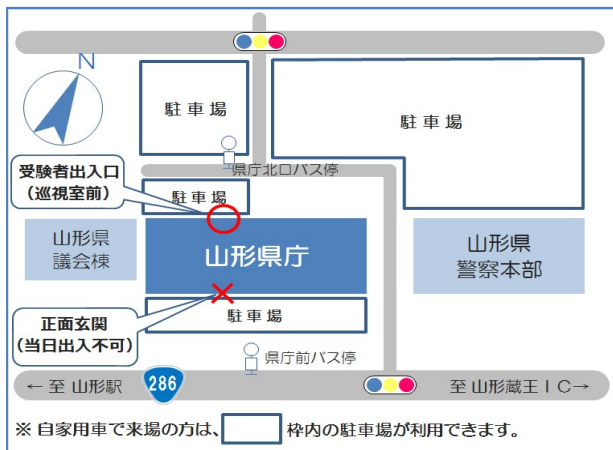 N
駐 車 場
駐 車 場
県庁北口バス停
受験者出入口
（巡視室前）
駐 車 場
山形県
議会棟
山形県庁
山形県
警察本部
正面玄関
（当日出入不可）
駐 車 場
県庁前バス停
← 至 山形駅
286
至 山形蔵王ＩＣ→
※ 自家用車で来場の方は、 枠内の駐車場が利用できます。